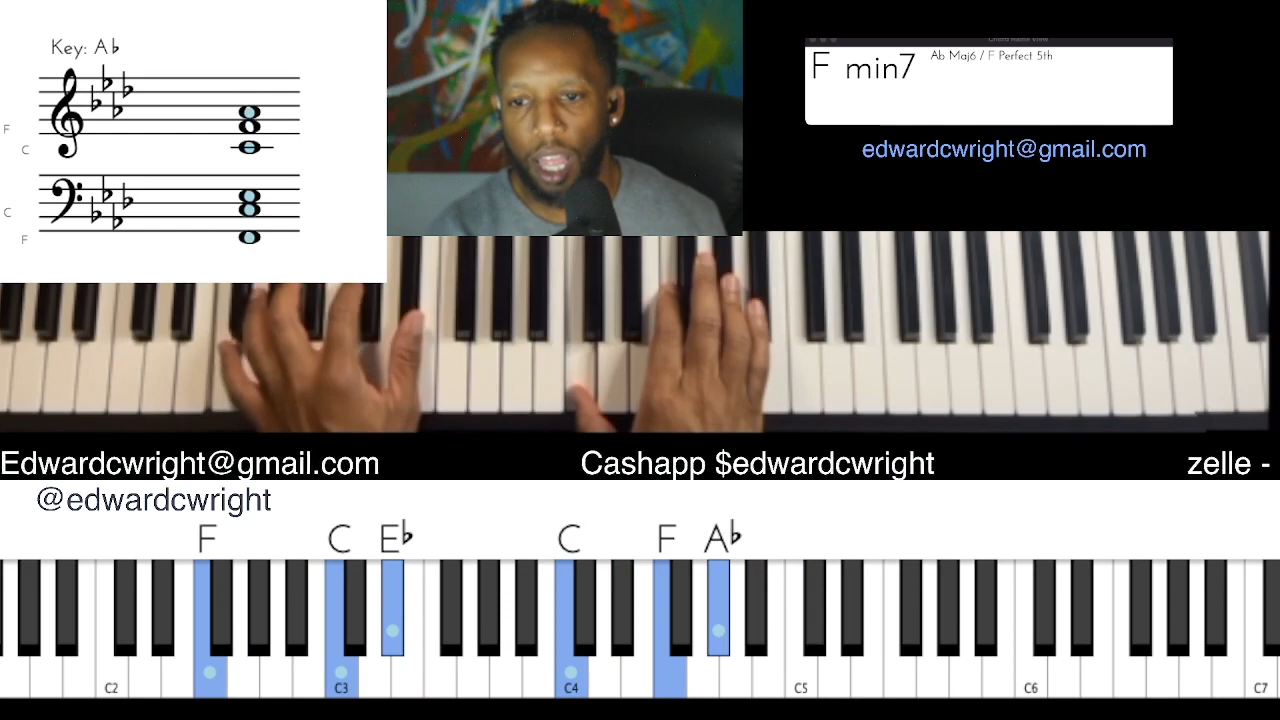 Key: A♭
F
C
C
F
F min7
Ab Maj6 / F Perfect 5th
edwardcwright@gmail.com
Edwardcwright@gmail.com
Cashapp $edwardcwright
zelle -
@edwardcwright
F
C
E♭
C
F
A♭
C2
C3
C4
C5
C6
C7